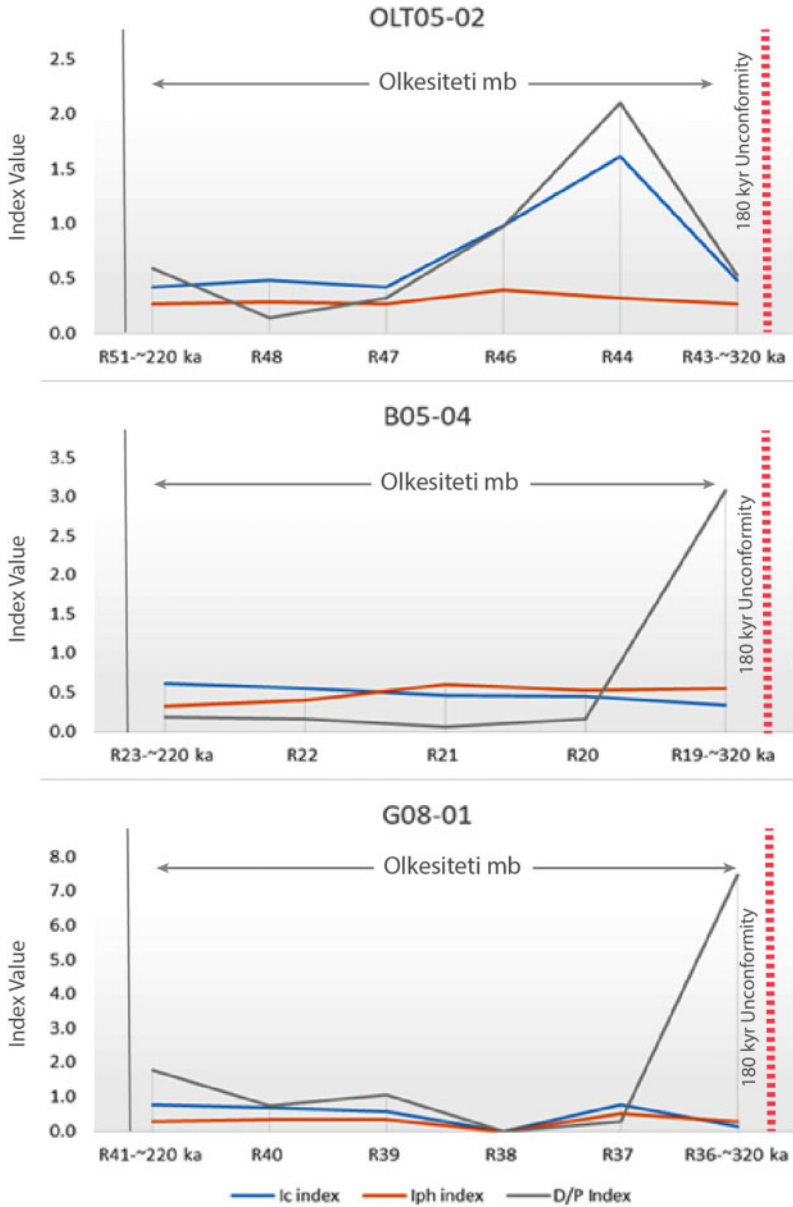 OLT05-02
2.5
Olkesiteti mb
2.0
1.5
1.0
0.5
0.0
Index Value
180 kyr Unconformity
R51-~220 ka R48 R47 R46 R44 R43-~320 ka
B05-04
3.5
Olkesiteti mb
3.0
2.5
2.0
1.5
1.0
0.5
0.0
Index Value
180 kyr Unconformity
R23-~220 ka R22 R21 R20 R19-~320 ka
G08-01
8.0
Olkesiteti mb
7.0
6.0
5.0
4.0
3.0
2.0
1.0
0.0
Index Value
180 kyr Unconformity
R41-~220 ka R40 R39 R38 R37 R36-~320 ka
Ic index Iph index D/P Index